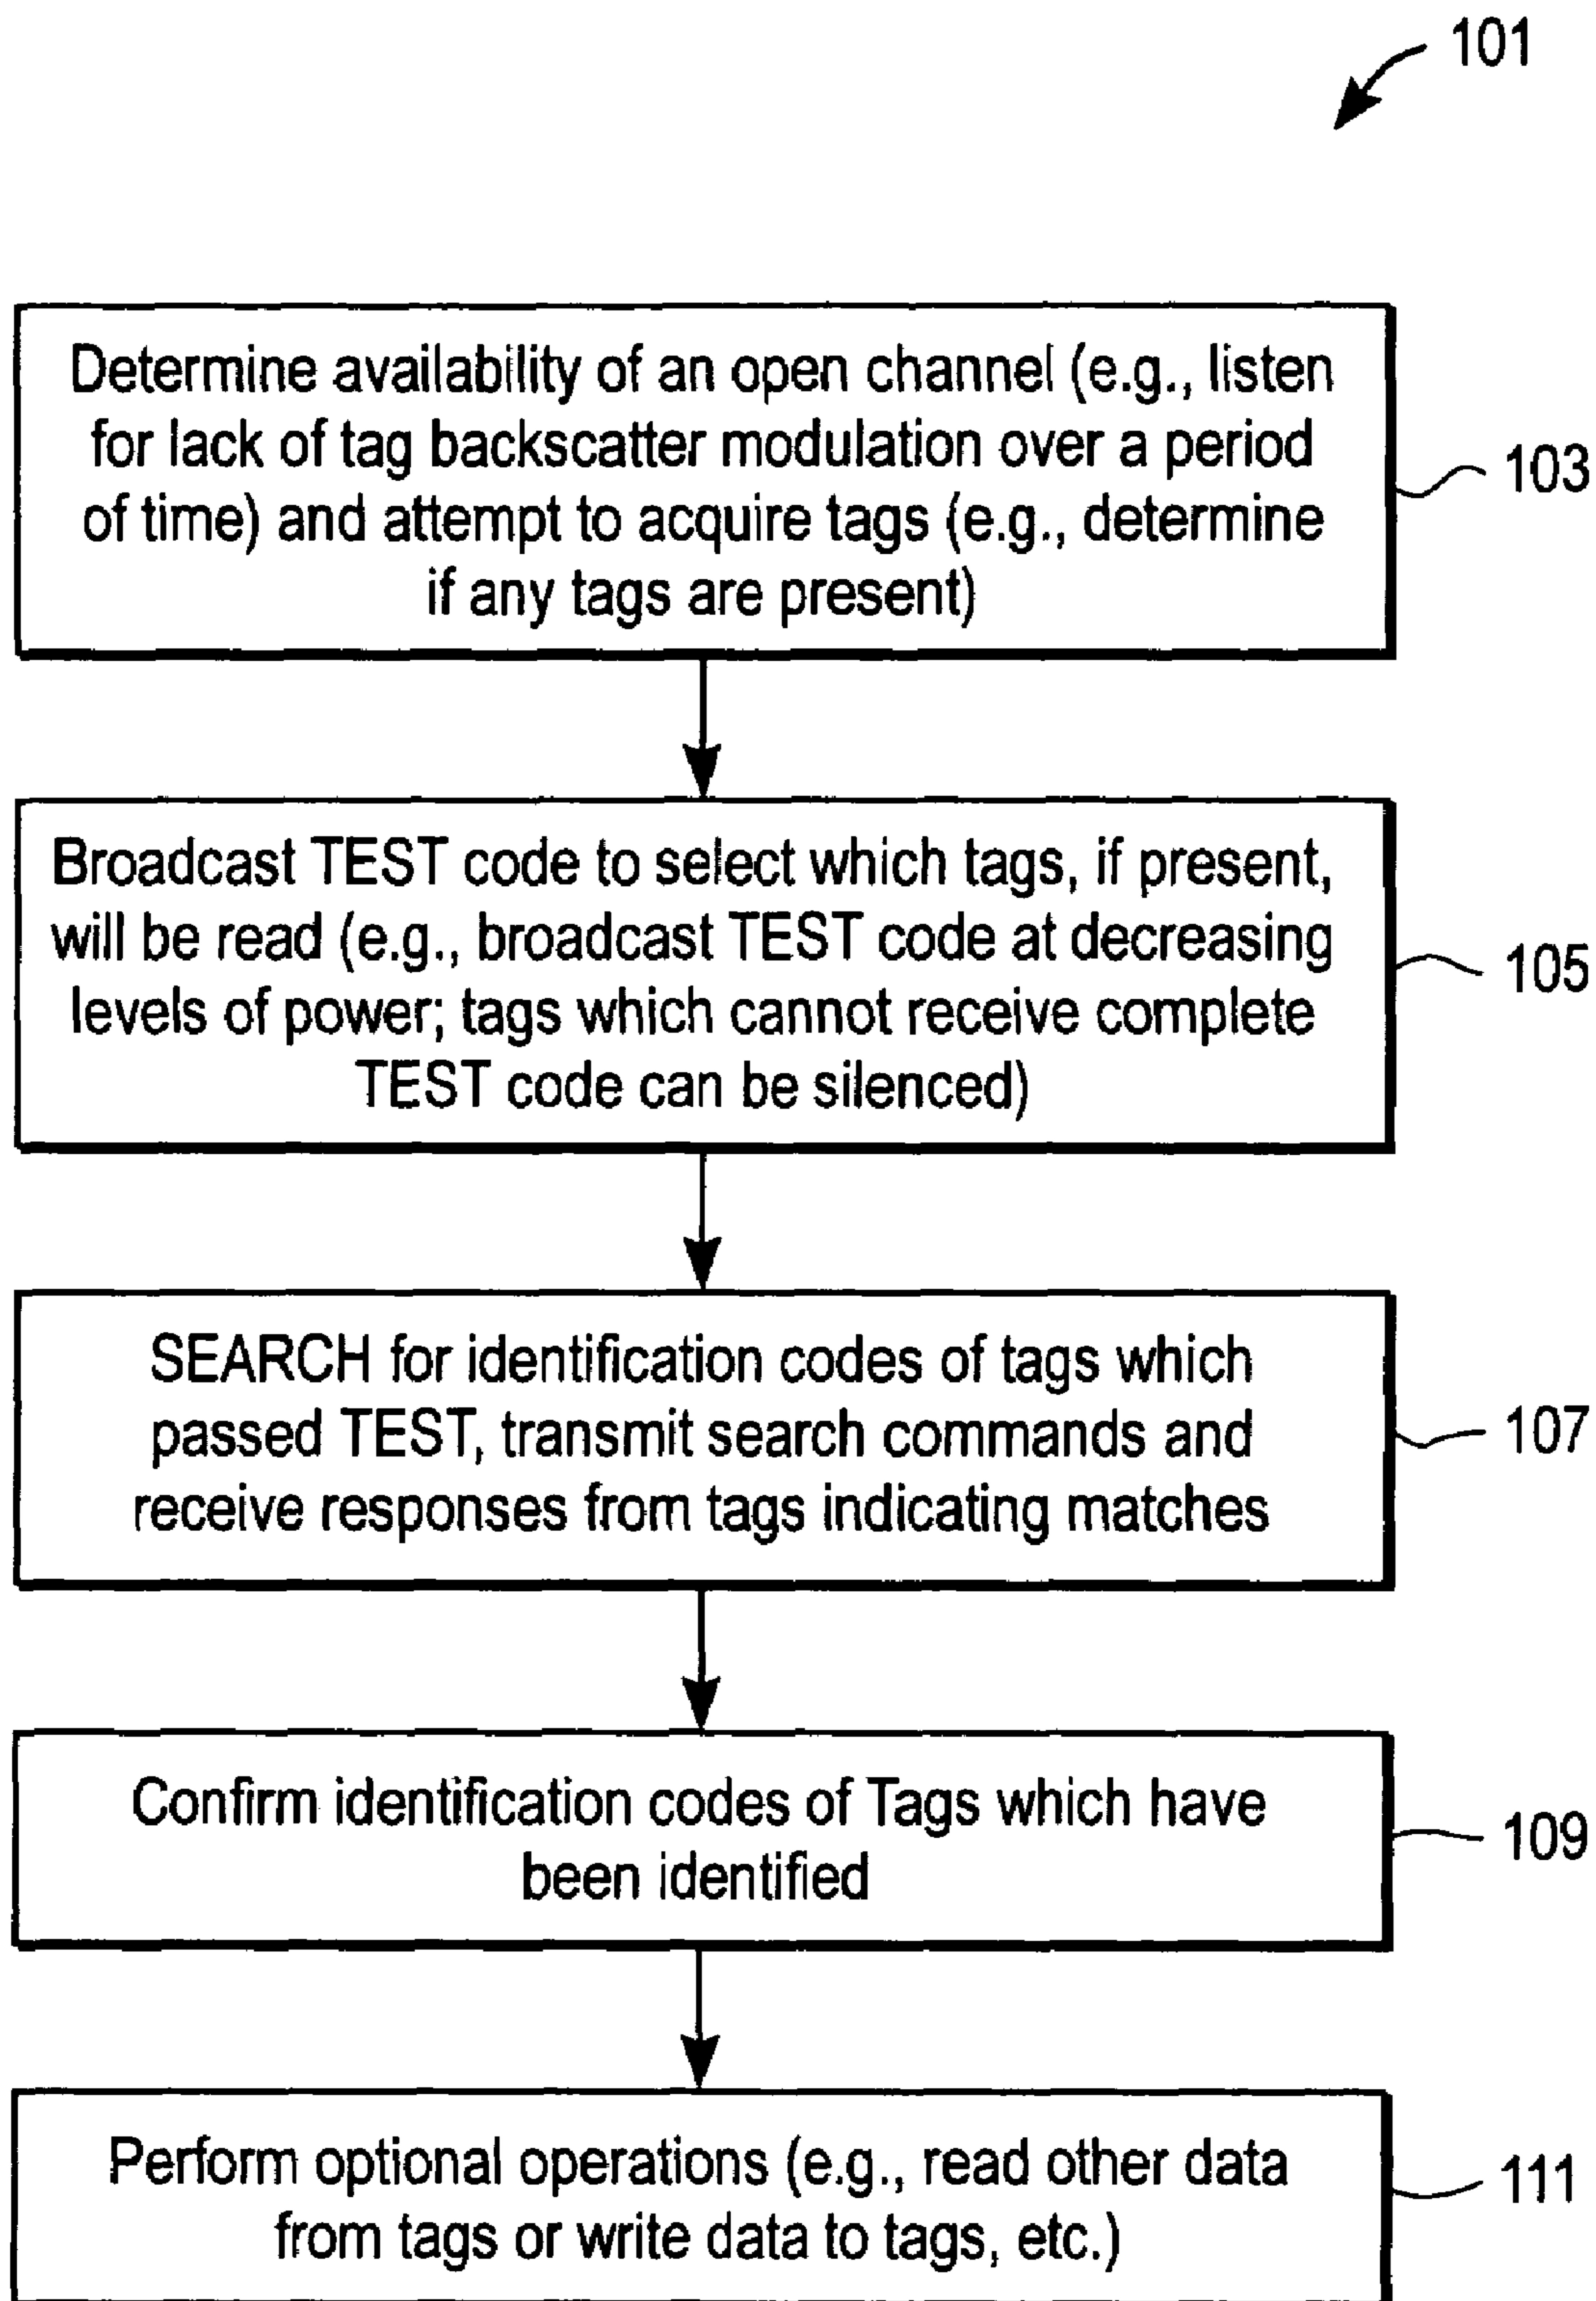 101
Determine availability of an open channel (e.g., listen
for lack of tag backscatter modulation over a period
of time) and attempt to acquire tags (e.g., determine
if any tags are present)
103
Broadcast TEST code to select which tags, if present,
will be read (e.g., broadcast TEST code at decreasing
levels of power; tags which cannot receive complete
TEST code can be silenced)
105
SEARCH for identification codes of tags which
passed TEST, transmit search commands and
receive responses from tags indicating matches
107
Confirm identification codes of Tags which have
been identified
109
Perform optional operations (e.g., read other data
from tags or write data to tags, etc.)
111